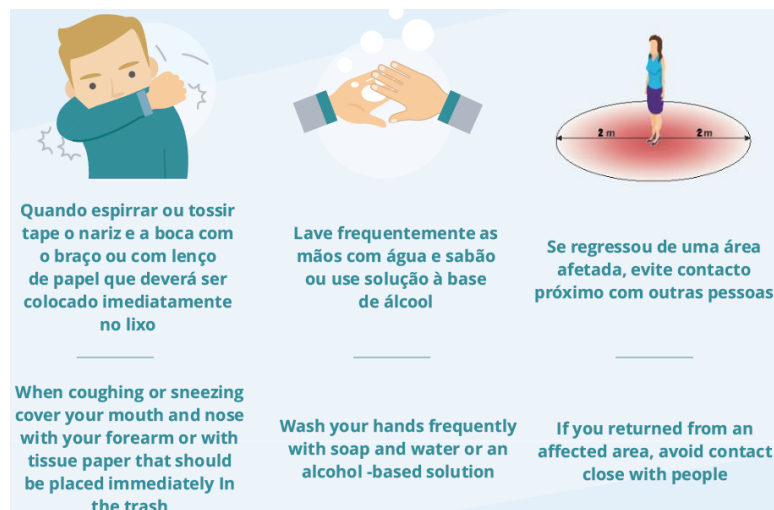 2 m 2 m
Quando espirrar ou tossir
tape o nariz e a boca com
o braço ou com lenço
de papel que deverá ser
colocado imediatamente
no lixo
Lave frequentemente as
mãos com água e sabão
ou use solução à base
de álcool
Se regressou de uma área
afetada, evite contacto
próximo com outras pessoas
When coughing or sneezing
cover your mouth and nose
with your forearm or with
tissue paper that should
be placed immediately In
the trash
Wash your hands frequently
with soap and water or an
alcohol -based solution
If you returned from an
affected area, avoid contact
close with people